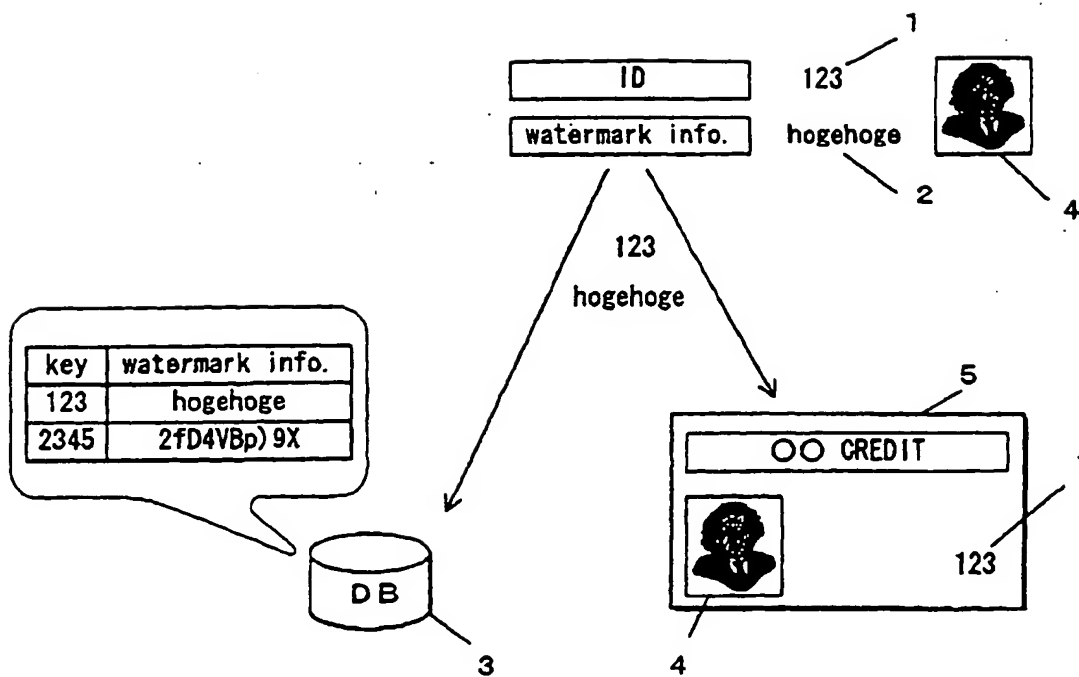 1
ID 123
watermark info. hogehoge
2
4
123
hogehoge
key watermark info.
123 hogehoge
2345 2fD4VBp)9X
5
○○ CREDIT
123
DB
3
4